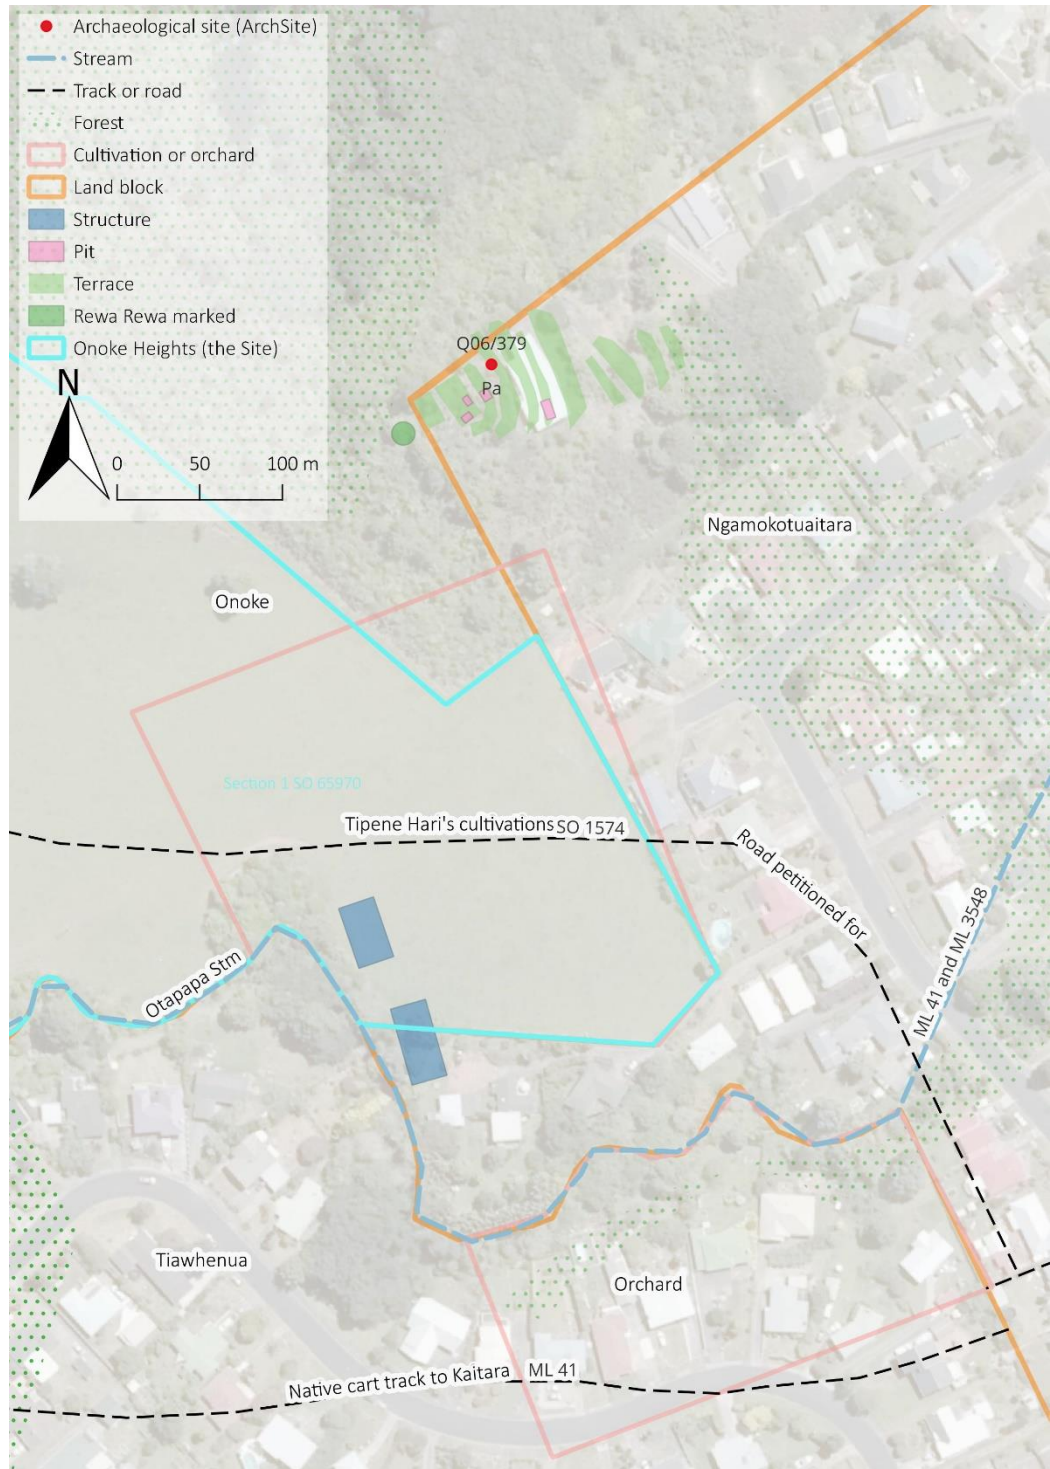 Archaeological site (ArchSite)
Stream
Track or road
Forest
Cultivation or orchard
Land block
Structure
Pit
Terrace
Rewa Rewa marked
Onoke Heights (the Site)
N
0 50 100 m
Q06/379
Pa
Ngamokotuaitara
Onoke
Section 1 SO 65970
Tipene Hari's cultivations
SO 1574
Road petitioned for
ML 41 and ML 3548
Otapapa Stm
Tiawhenua
Orchard
Native cart track to Kaitara
ML 41